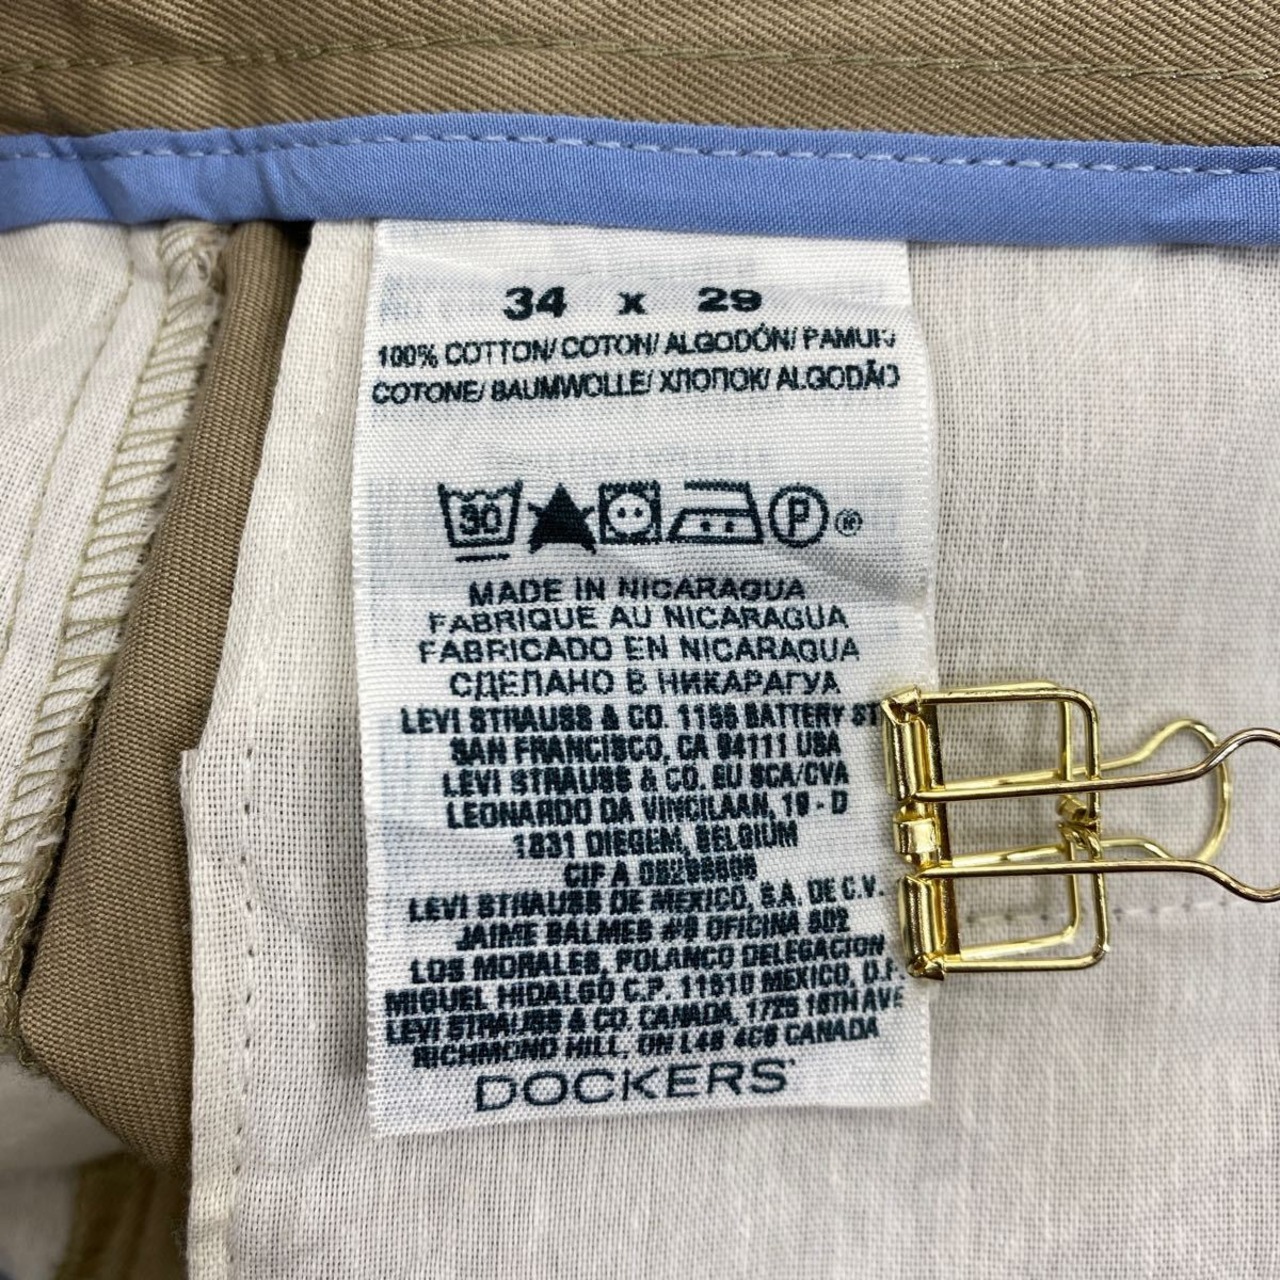 34 x 29
100% COTTON/ COTON/ ALGODÓN/ PAMUK/
COTONE/ BAUMWOLLE/ ХЛОПОК/ ALGODÃO
30 P ®
MADE IN NICARAGUA
FABRIQUE AU NICARAGUA
FABRICADO EN NICARAGUA
СДЕЛАНО В НИКАРАГУА
LEVI STRAUSS & CO. 1155 BATTERY ST
SAN FRANCISCO, CA 94111 USA
LEVI STRAUSS & CO. EU SCA/CVA
LEONARDO DA VINCILAAN, 19 - D
1831 DIEGEM, BELGIUM
CIF A
LEVI STRAUSS DE MEXICO, S.A. DE C.V.
JAIME BALMES #8 OFICINA 602
LOS MORALES, POLANCO DELEGACION
MIGUEL HIDALGO C.P. 11510 MEXICO, D.F.
LEVI STRAUSS & CO. CANADA, 1725 16TH AVE
RICHMOND HILL, ON L4B 4C6 CANADA
DOCKERS